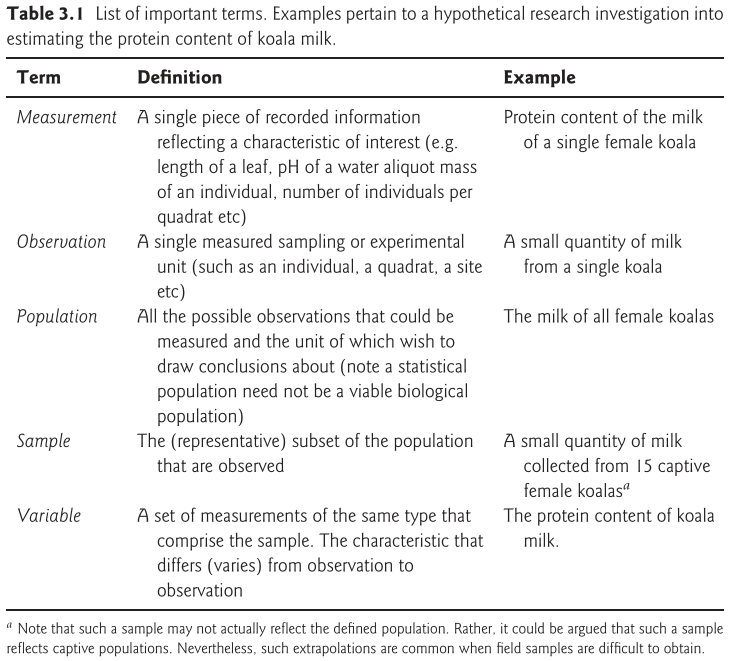 Table 3.1 List of important terms. Examples pertain to a hypothetical research investigation into
estimating the protein content of koala milk.
Term Definition Example
Measurement A single piece of recorded information Protein content of the milk
reflecting a characteristic of interest (e.g. of a single female koala
length of a leaf, pH of a water aliquot mass
of an individual, number of individuals per
quadrat etc)
Observation A single measured sampling or experimental A small quantity of milk
unit (such as an individual, a quadrat, a site from a single koala
etc)
Population All the possible observations that could be The milk of all female koalas
measured and the unit of which wish to
draw conclusions about (note a statistical
population need not be a viable biological
population)
Sample The (representative) subset of the population A small quantity of milk
that are observed collected from 15 captive
female koalas^a
Variable A set of measurements of the same type that The protein content of koala
comprise the sample. The characteristic that milk.
differs (varies) from observation to
observation
^a Note that such a sample may not actually reflect the defined population. Rather, it could be argued that such a sample
reflects captive populations. Nevertheless, such extrapolations are common when field samples are difficult to obtain.